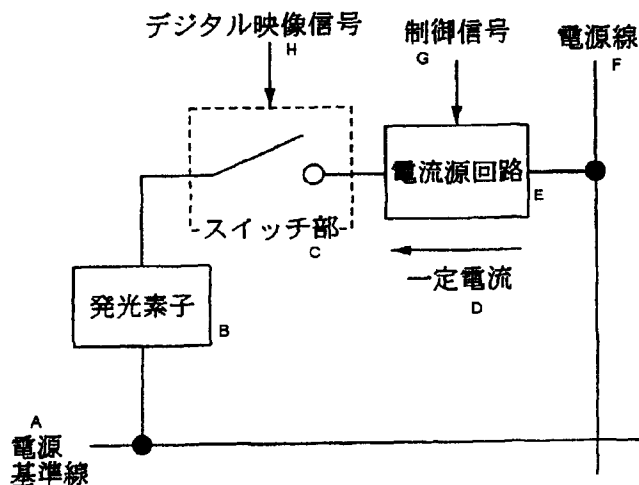 デジタル映像信号
H
制御信号
G
電源線
F
電流源回路
E
スイッチ部
C
一定電流
D
発光素子
B
A
電源
基準線